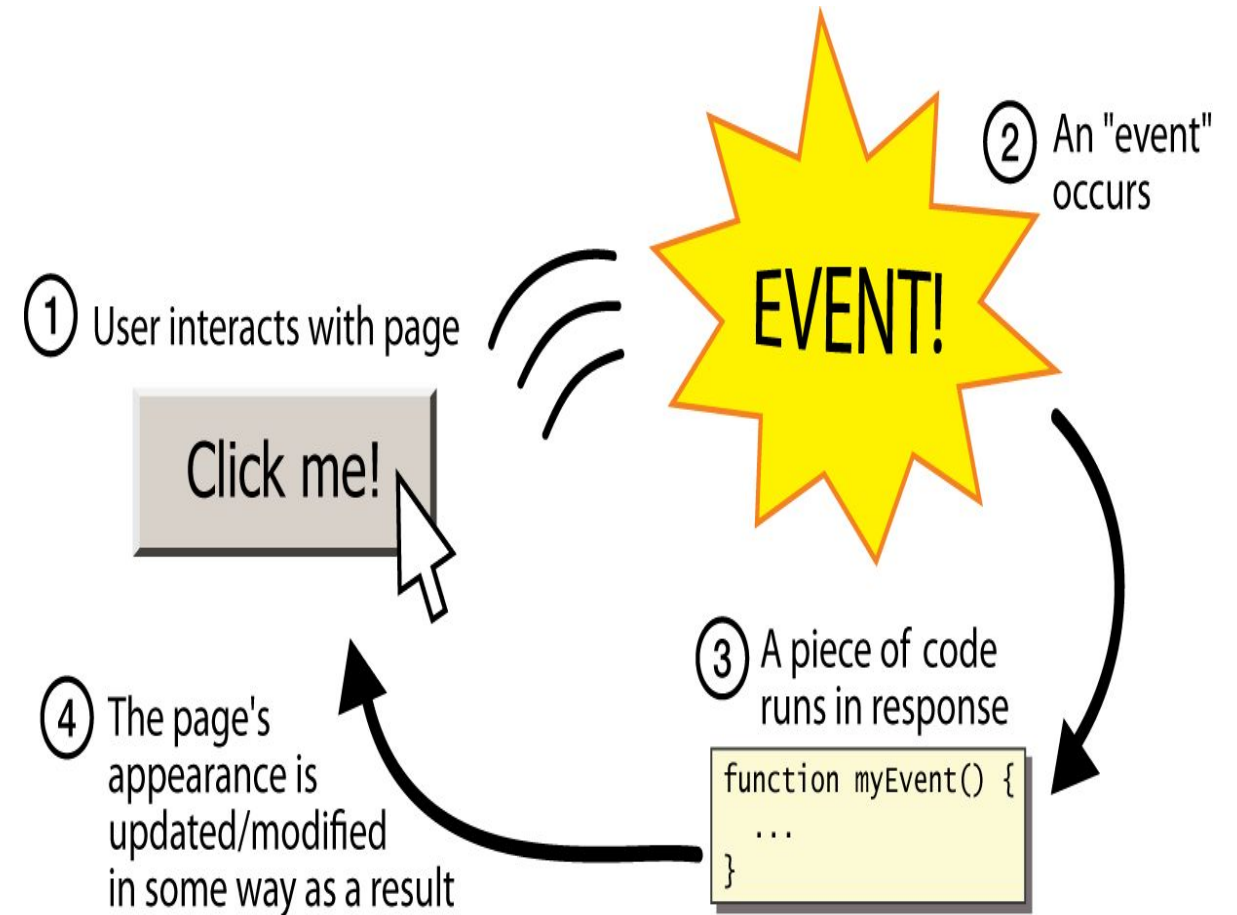 1 User interacts with page
Click me!
2 An "event"
occurs
EVENT!
3 A piece of code
runs in response
function myEvent() {
...
}
4 The page's
appearance is
updated/modified
in some way as a result